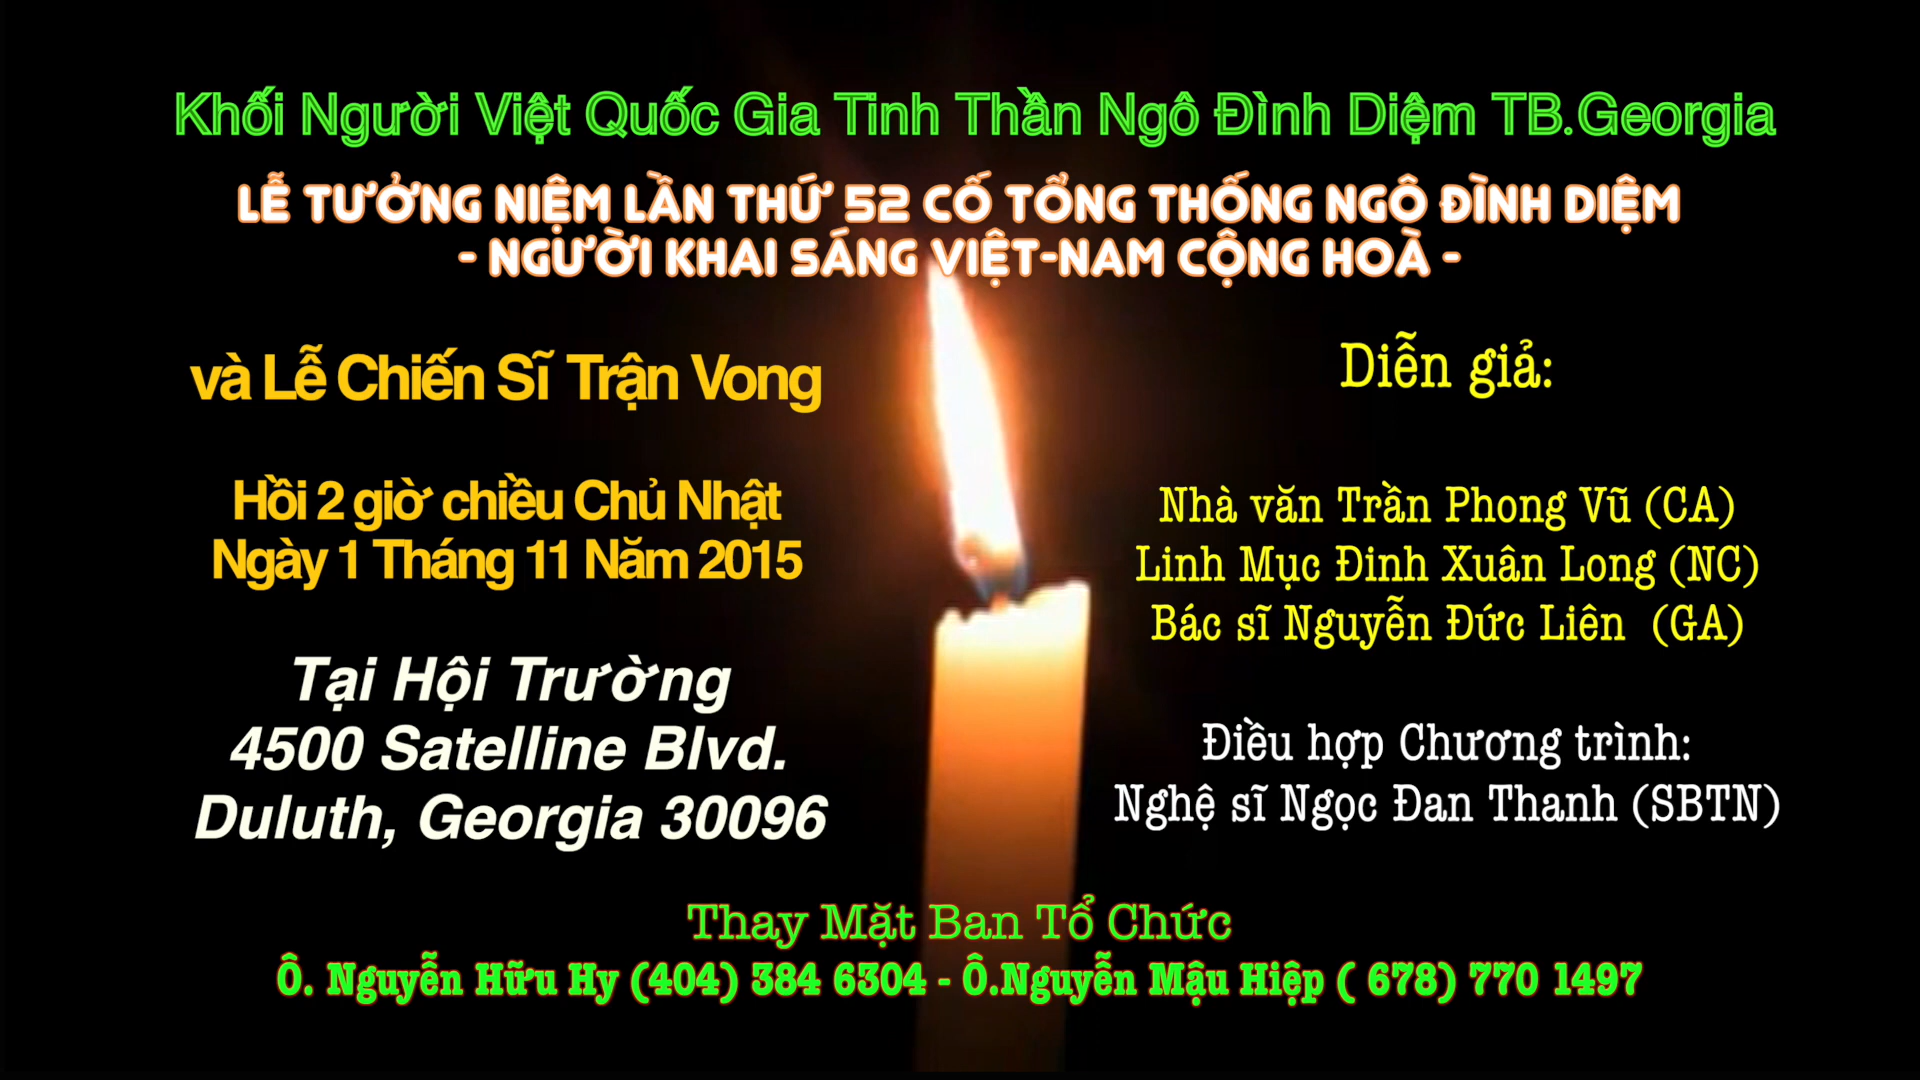 Khối Người Việt Quốc Gia Tinh Thần Ngô Đình Diệm TB.Georgia
LỄ TƯỞNG NIỆM LẦN THỨ 52 CỐ TỔNG THỐNG NGÔ ĐÌNH DIỆM
- NGƯỜI KHAI SÁNG VIỆT-NAM CỘNG HOÀ -
và Lễ Chiến Sĩ Trận Vong
Hồi 2 giờ chiều Chủ Nhật
Ngày 1 Tháng 11 Năm 2015
Tại Hội Trường
4500 Satelline Blvd.
Duluth, Georgia 30096
Diễn giả:
Nhà văn Trần Phong Vũ (CA)
Linh Mục Đinh Xuân Long (NC)
Bác sĩ Nguyễn Đức Liên (GA)
Điều hợp Chương trình:
Nghệ sĩ Ngọc Đan Thanh (SBTN)
Thay Mặt Ban Tổ Chức
Ô. Nguyễn Hữu Hy (404) 384 6304 - Ô.Nguyễn Mậu Hiệp ( 678) 770 1497